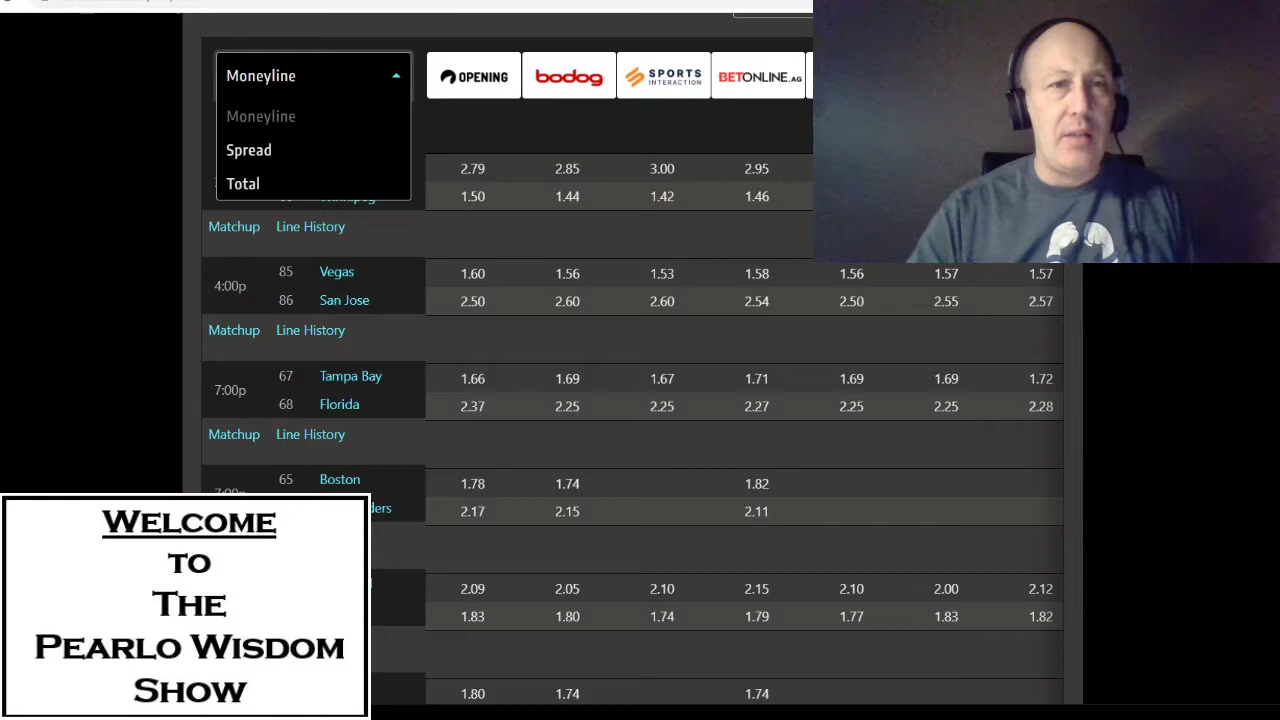 Moneyline
OPENING
bodog
SPORTS INTERACTION
BETONLINE.AG
Moneyline
Spread
Total
2.79 2.85 3.00 2.95
1.50 1.44 1.42 1.46
Matchup Line History
4:00p
85 Vegas 1.60 1.56 1.53 1.58 1.56 1.57 1.57
86 San Jose 2.50 2.60 2.60 2.54 2.50 2.55 2.57
Matchup Line History
7:00p
67 Tampa Bay 1.66 1.69 1.67 1.71 1.69 1.69 1.72
68 Florida 2.37 2.25 2.25 2.27 2.25 2.25 2.28
Matchup Line History
65 Boston 1.78 1.74 1.82
2.17 2.15 2.11
2.09 2.05 2.10 2.15 2.10 2.00 2.12
1.83 1.80 1.74 1.79 1.77 1.83 1.82
1.80 1.74 1.74
WELCOME
TO
THE
PEARLO WISDOM
SHOW